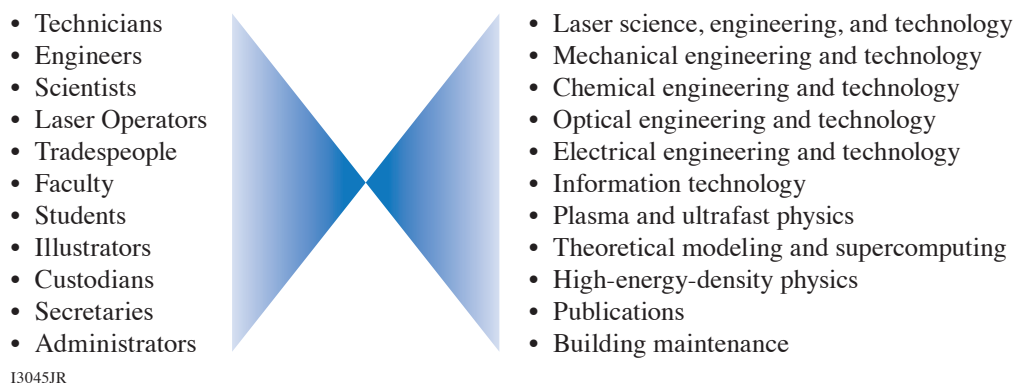 • Technicians
• Engineers
• Scientists
• Laser Operators
• Tradespeople
• Faculty
• Students
• Illustrators
• Custodians
• Secretaries
• Administrators
• Laser science, engineering, and technology
• Mechanical engineering and technology
• Chemical engineering and technology
• Optical engineering and technology
• Electrical engineering and technology
• Information technology
• Plasma and ultrafast physics
• Theoretical modeling and supercomputing
• High-energy-density physics
• Publications
• Building maintenance
I3045JR